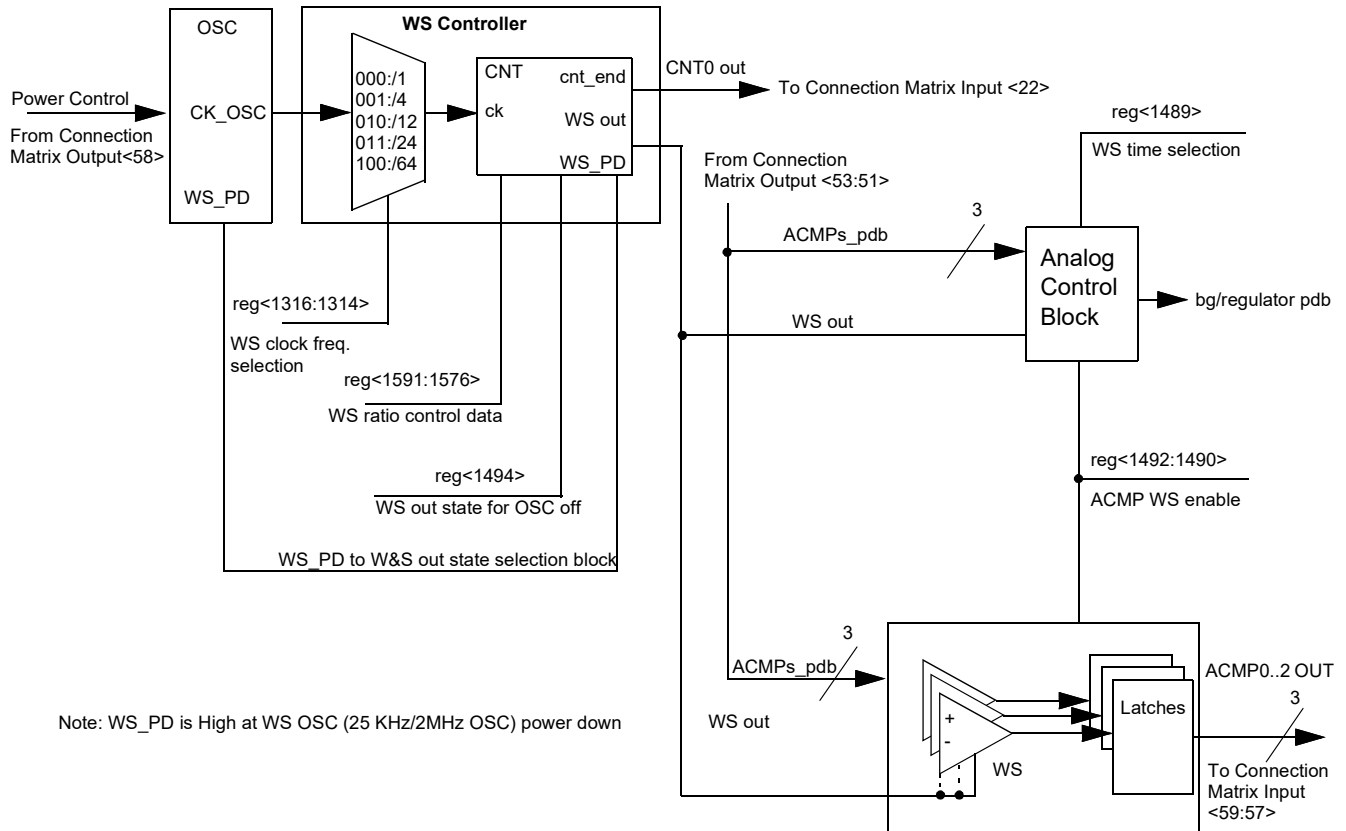 OSC
WS Controller
Power Control
From Connection
Matrix Output<58>
CK_OSC
WS_PD
000:/1
001:/4
010:/12
011:/24
100:/64
CNT
ck
cnt_end
WS out
WS_PD
CNT0 out
To Connection Matrix Input <22>
From Connection
Matrix Output <53:51>
reg<1489>
WS time selection
3
ACMPs_pdb
Analog
Control
Block
bg/regulator pdb
WS out
reg<1316:1314>
WS clock freq.
selection
reg<1591:1576>
WS ratio control data
reg<1494>
WS out state for OSC off
WS_PD to W&S out state selection block
reg<1492:1490>
ACMP WS enable
3
ACMPs_pdb
WS out
+
-
WS
Latches
ACMP0..2 OUT
3
To Connection
Matrix Input
<59:57>
Note: WS_PD is High at WS OSC (25 KHz/2MHz OSC) power down